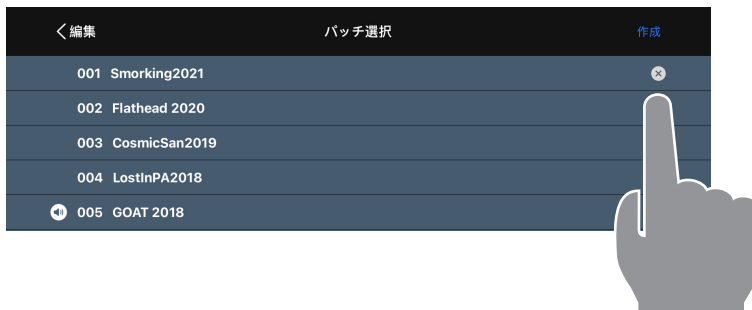 編集 パッチ選択 作成
001 Smorking2021
002 Flathead 2020
003 CosmicSan2019
004 LostInPA2018
005 GOAT 2018